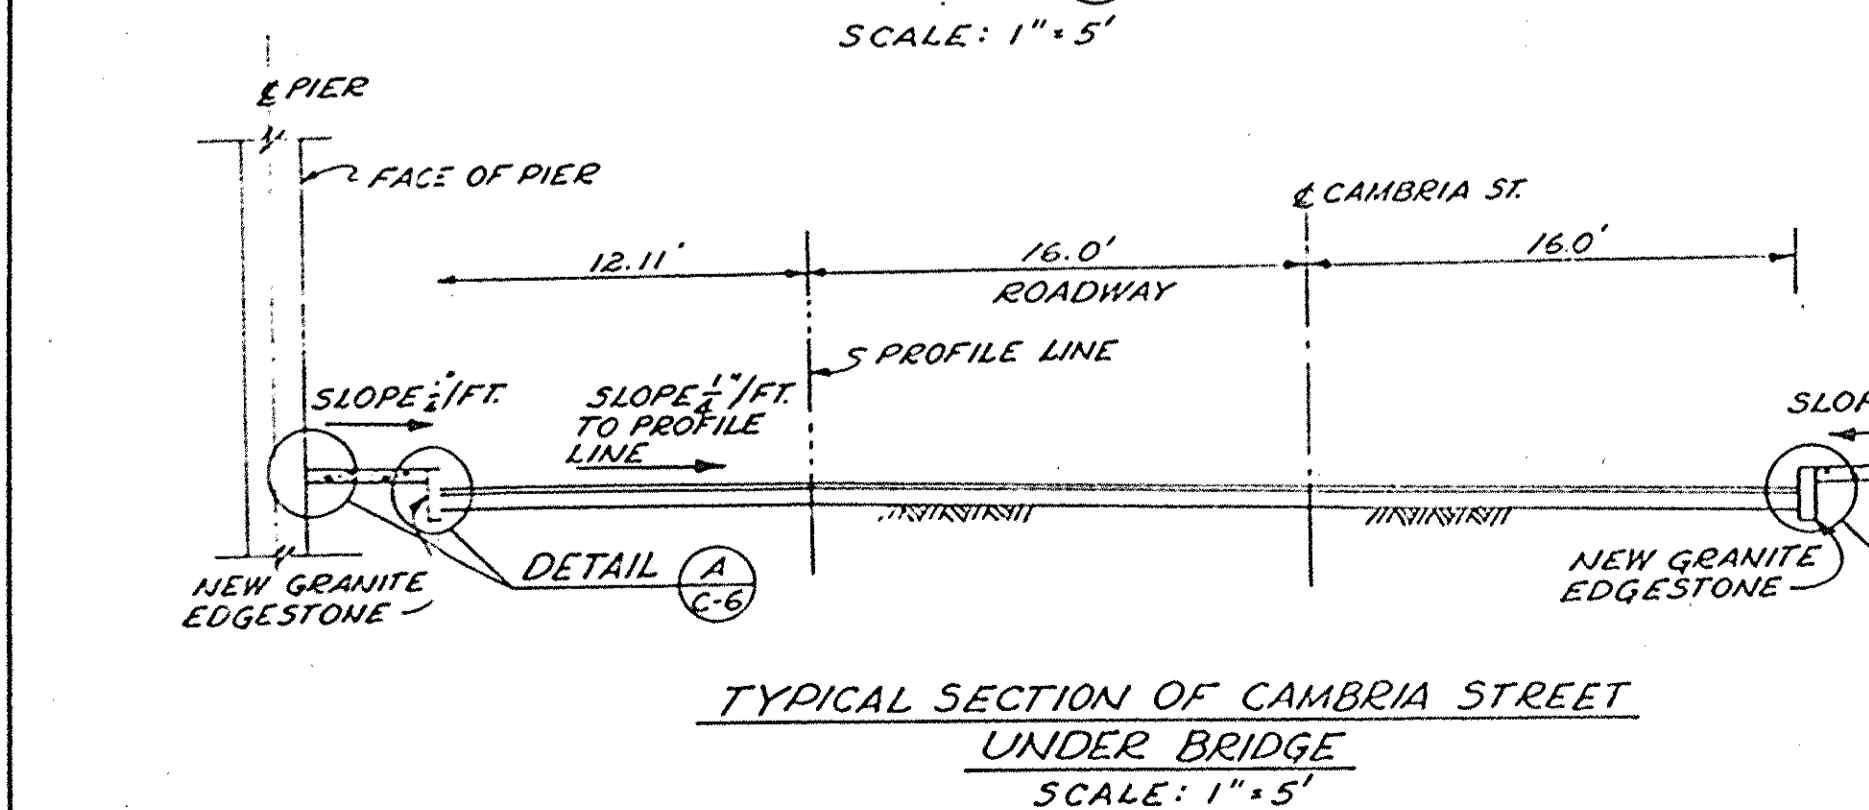 SCALE: 1"=5'
℄ PIER
FACE OF PIER
℄ CAMBRIA ST.
12.11'
16.0'
16.0'
ROADWAY
S PROFILE LINE
SLOPE /FT.
SLOPE 1/4"/FT.
TO PROFILE
LINE
SLOP
NEW GRANITE
EDGESTONE
DETAIL A
C-6
NEW GRANITE
EDGESTONE
TYPICAL SECTION OF CAMBRIA STREET
UNDER BRIDGE
SCALE: 1"=5'